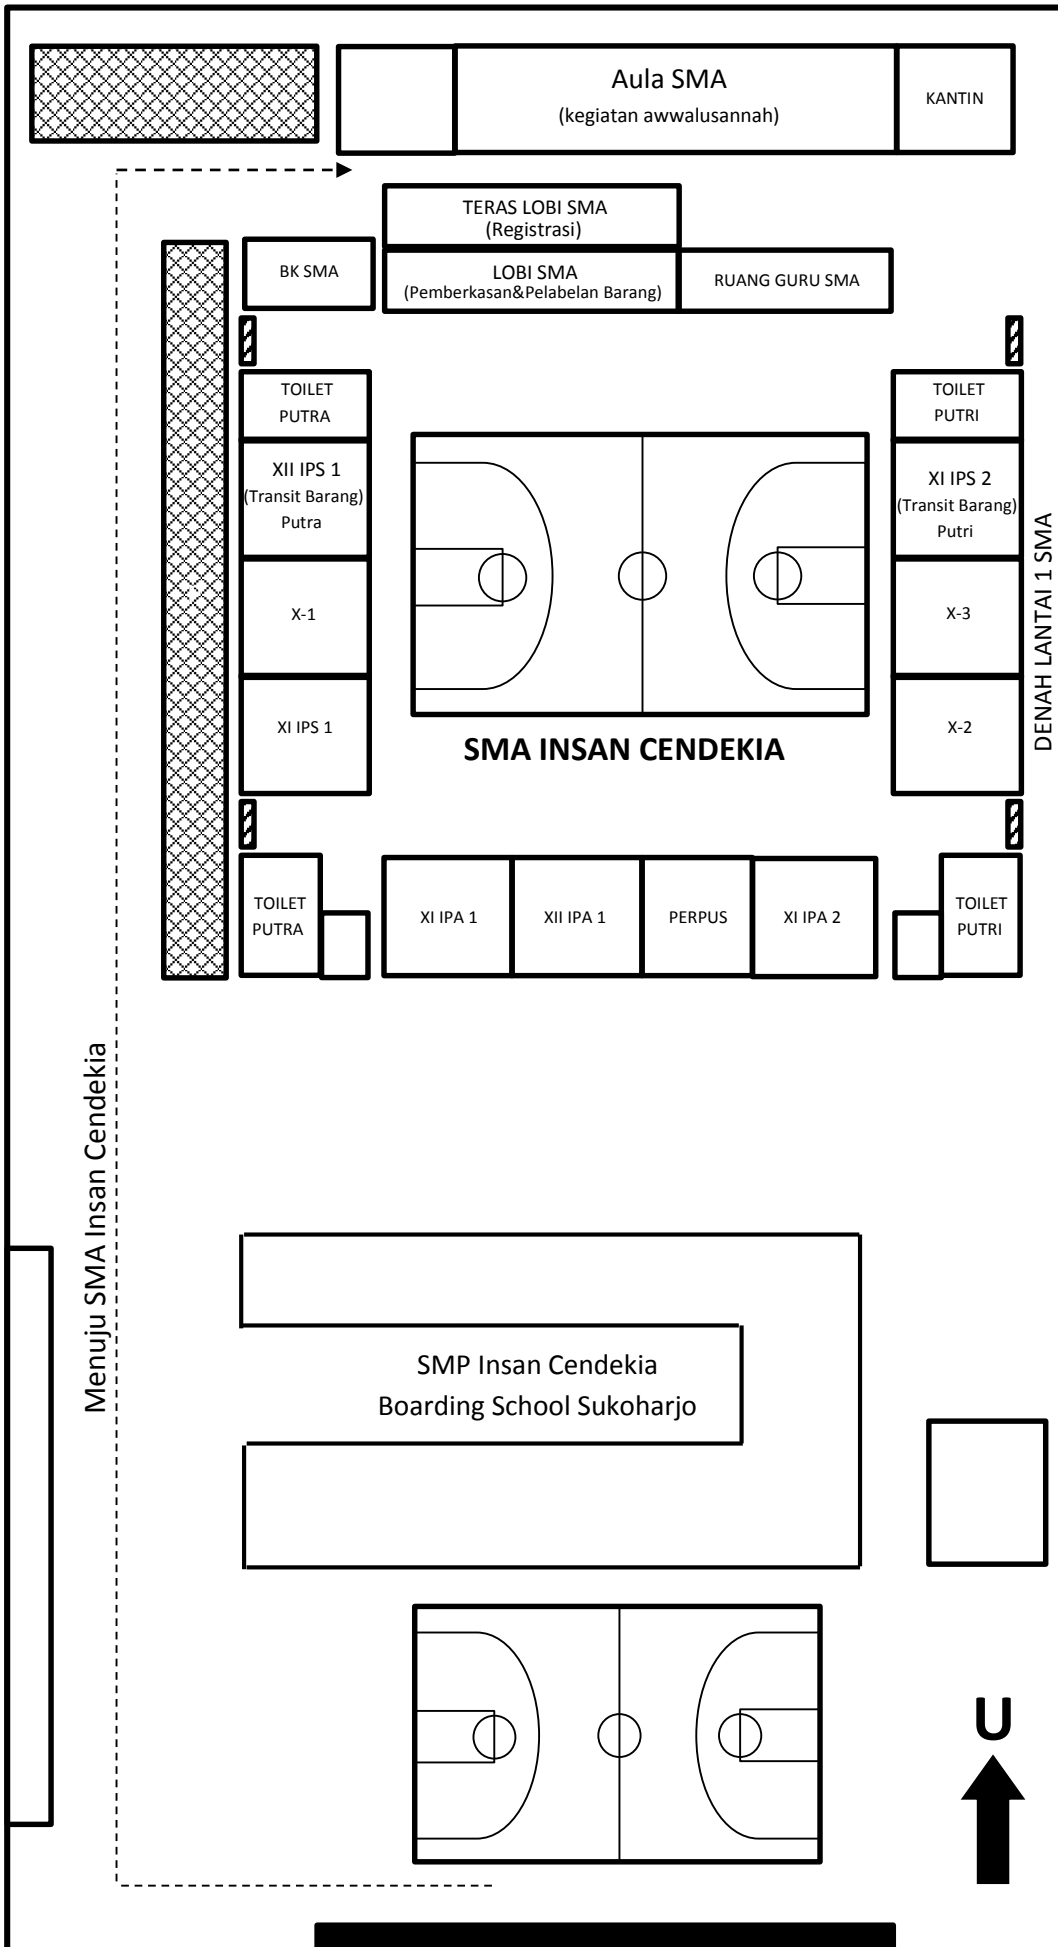 Aula SMA
(kegiatan awwalusannah)
KANTIN
TERAS LOBI SMA
(Registrasi)
BK SMA
LOBI SMA
(Pemberkasan&Pelabelan Barang)
RUANG GURU SMA
TOILET
PUTRA
TOILET
PUTRI
XII IPS 1
(Transit Barang)
Putra
XI IPS 2
(Transit Barang)
Putri
X-1
X-3
XI IPS 1
X-2
DENAH LANTAI 1 SMA
SMA INSAN CENDEKIA
TOILET
PUTRA
XI IPA 1
XII IPA 1
PERPUS
XI IPA 2
TOILET
PUTRI
Menuju SMA Insan Cendekia
SMP Insan Cendekia
Boarding School Sukoharjo
U